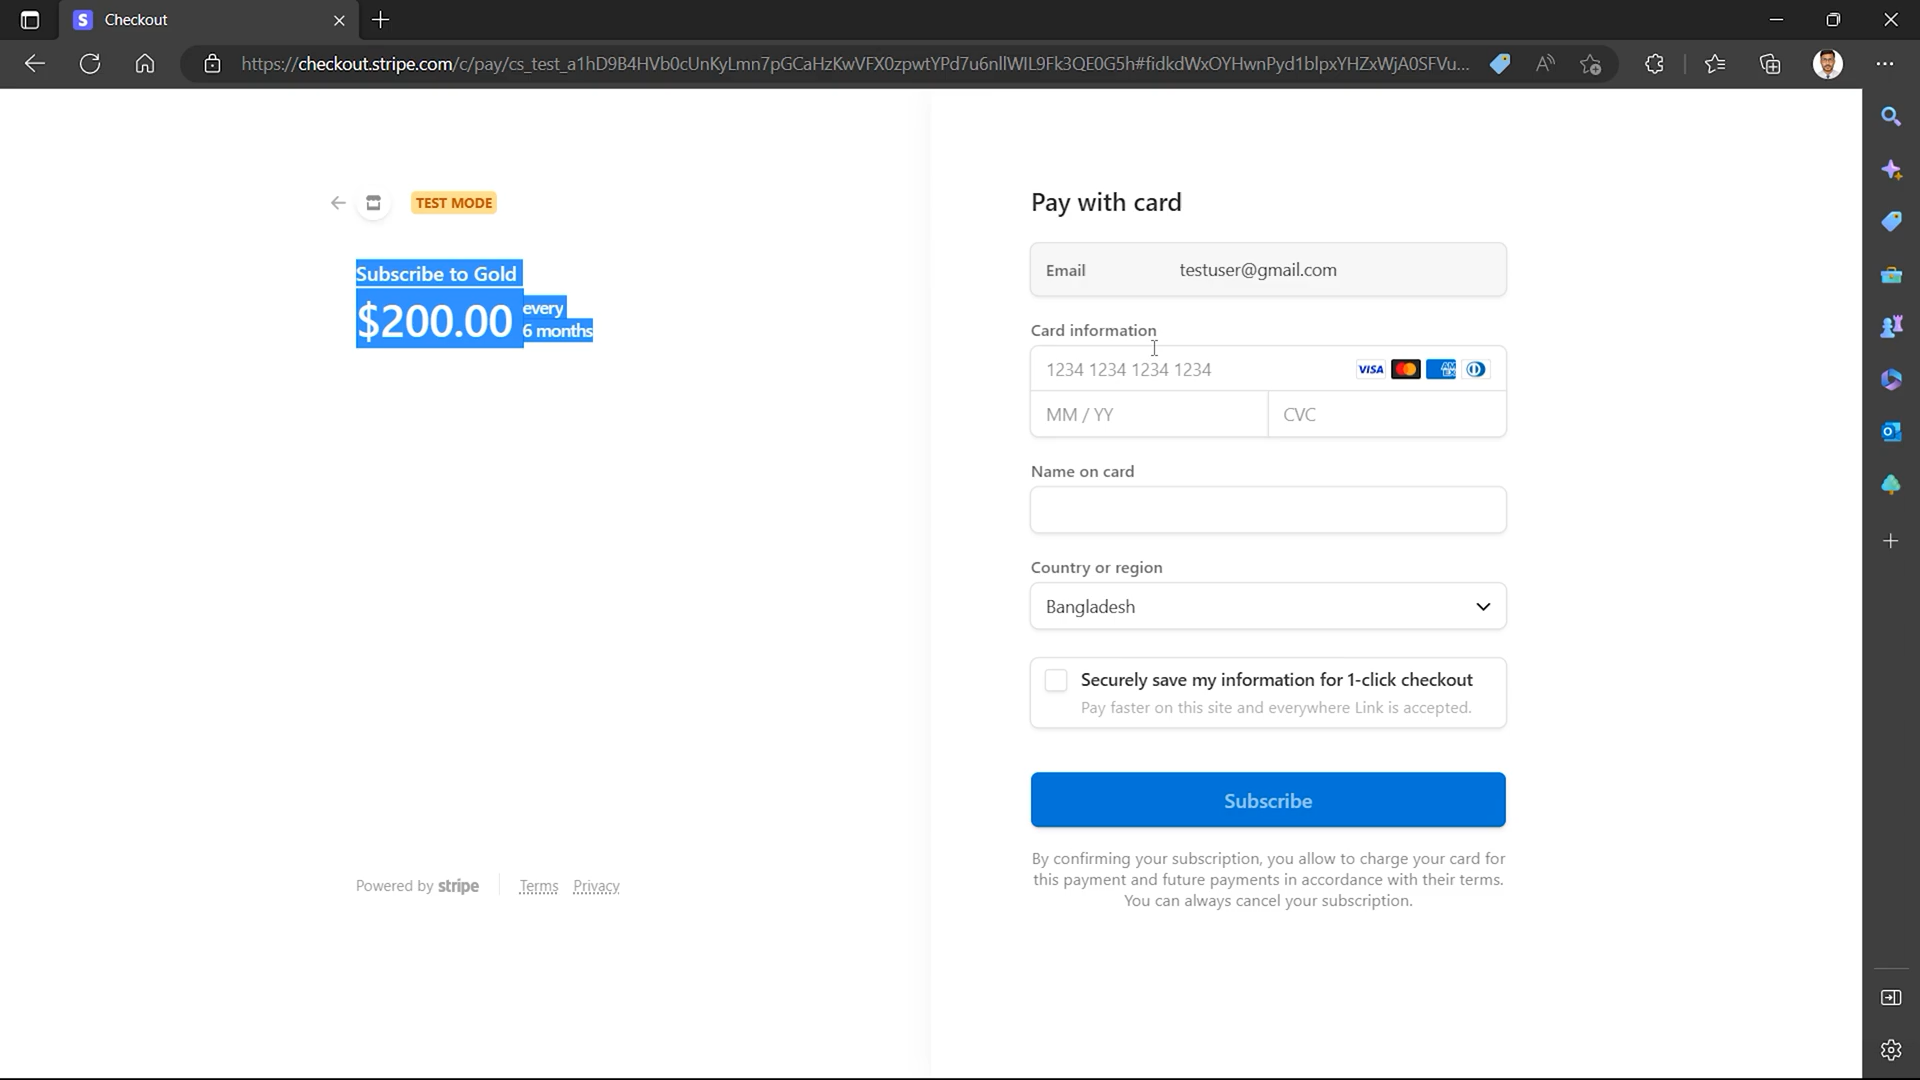 Checkout
https://checkout.stripe.com/c/pay/cs_test_a1hD9B4HVb0cUnKyLmn7pGCaHzKwVFX0zpwtYPd7u6nllWIL9Fk3QE0G5h#fidkdWxOYHwnPyd1blpxYHZxWjA0SFVu...
TEST MODE
Subscribe to Gold
$200.00 every
6 months
Powered by stripe
Terms Privacy
Pay with card
Email testuser@gmail.com
Card information
1234 1234 1234 1234 VISA AM EX
MM / YY CVC
Name on card
Country or region
Bangladesh
Securely save my information for 1-click checkout
Pay faster on this site and everywhere Link is accepted.
Subscribe
By confirming your subscription, you allow to charge your card for
this payment and future payments in accordance with their terms.
You can always cancel your subscription.